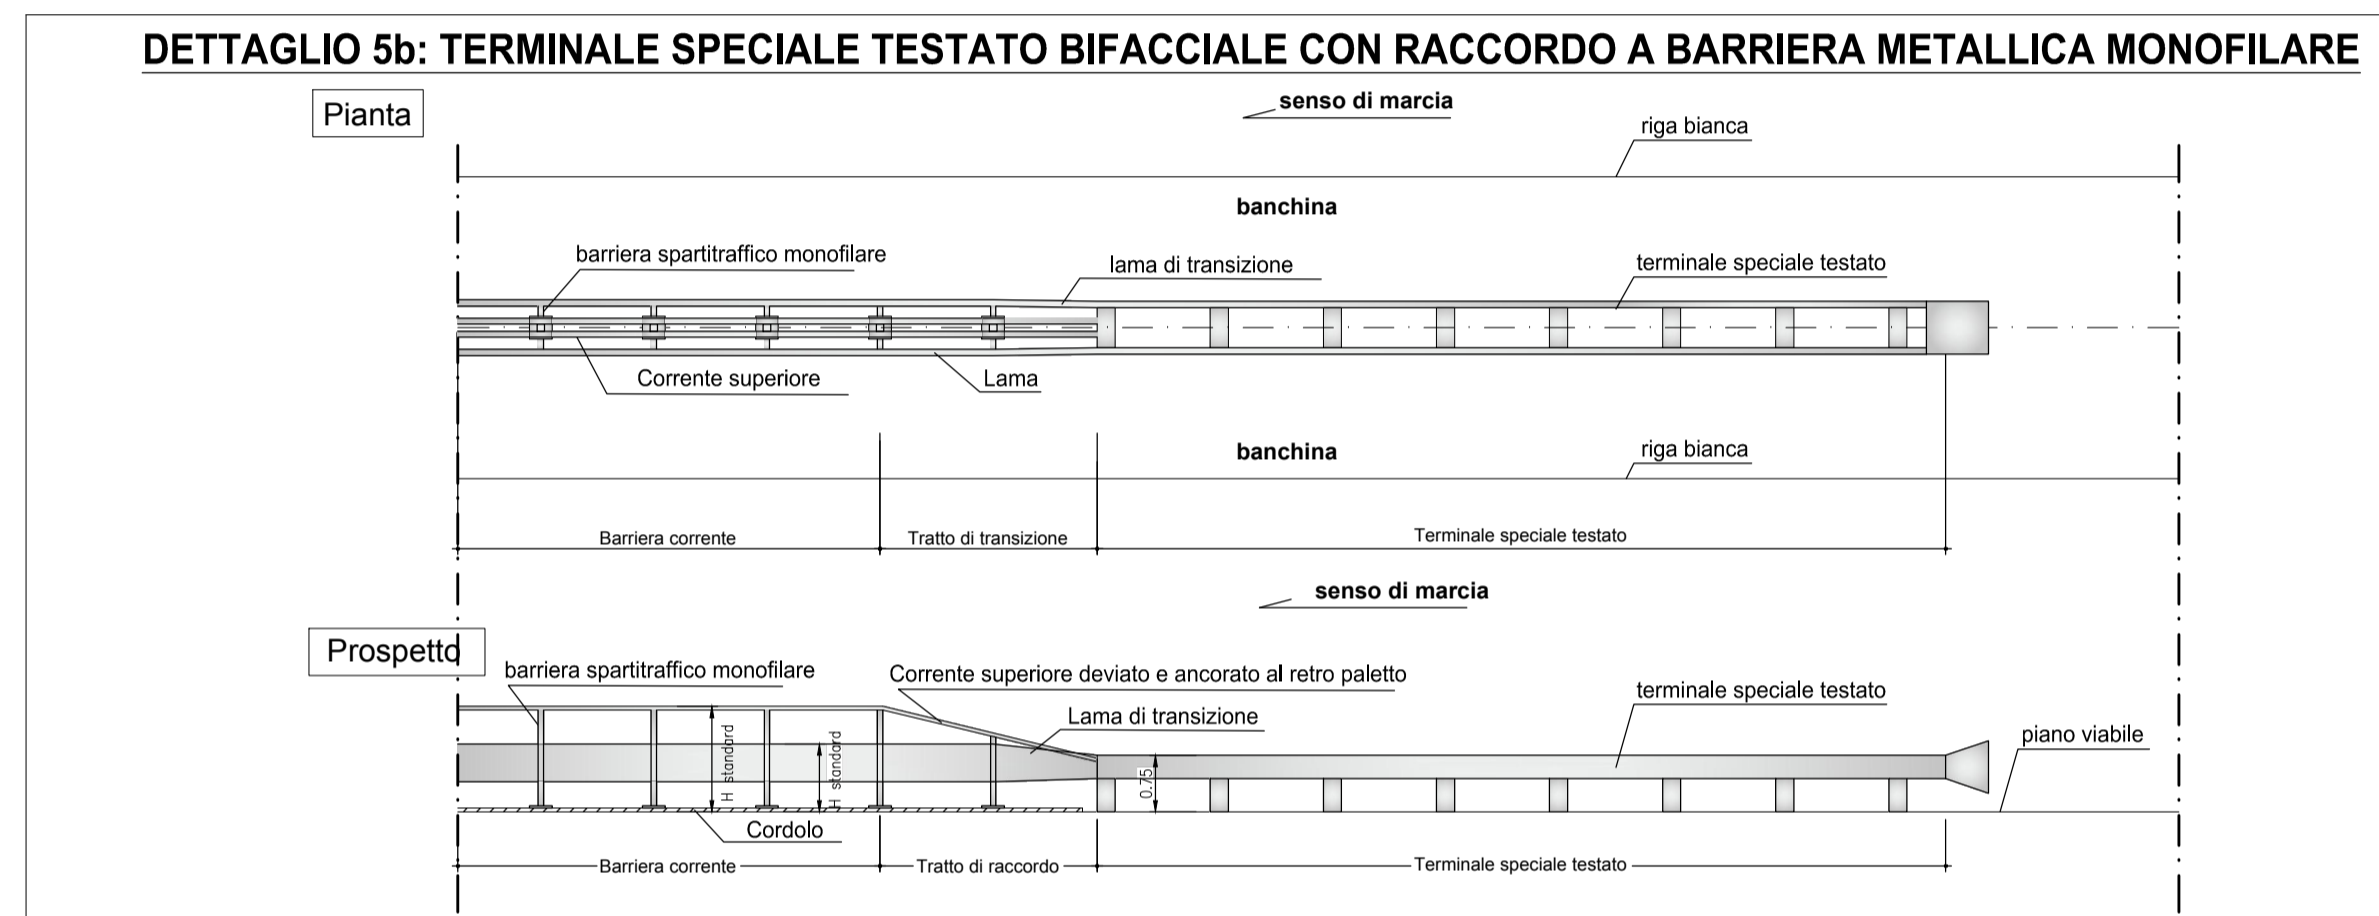 DETTAGLIO 5b: TERMINALE SPECIALE TESTATO BIFACCIALE CON RACCORDO A BARRIERA METALLICA MONOFILARE
Pianta
senso di marcia
riga bianca
banchina
barriera spartitraffico monofilare
lama di transizione
terminale speciale testato
Corrente superiore
Lama
banchina
riga bianca
Barriera corrente
Tratto di transizione
Terminale speciale testato
senso di marcia
Prospetto
barriera spartitraffico monofilare
Corrente superiore deviato e ancorato al retro paletto
terminale speciale testato
Lama di transizione
piano viabile
H standard
H standard
0.75
Cordolo
Barriera corrente
Tratto di raccordo
Terminale speciale testato